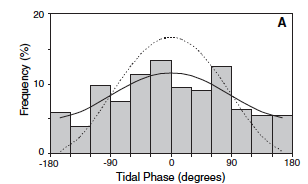 A
20
10
0
Frequency (%)
-180 -90 0 90 180
Tidal Phase (degrees)